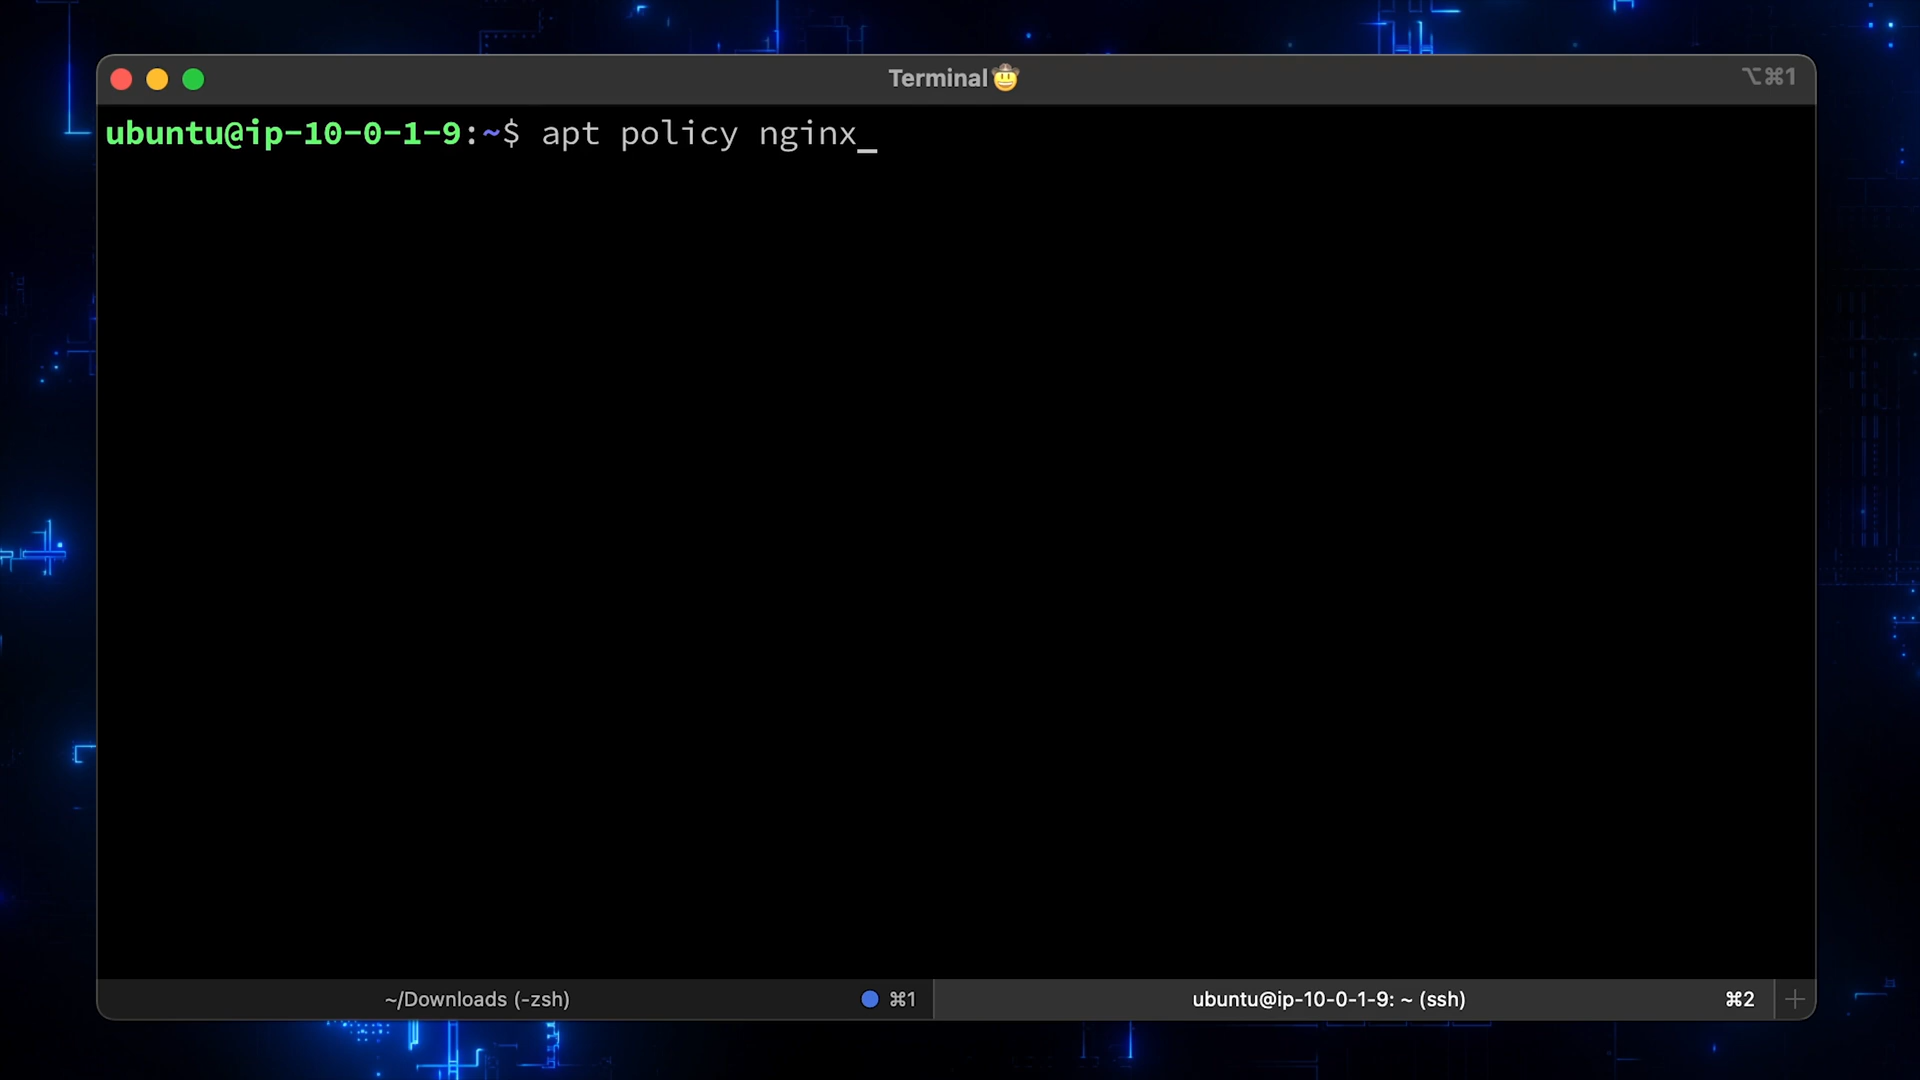 Terminal🤠
⌥⌘1
ubuntu@ip-10-0-1-9:~$ apt policy nginx_
~/Downloads (-zsh)
⌘1
ubuntu@ip-10-0-1-9: ~ (ssh)
⌘2